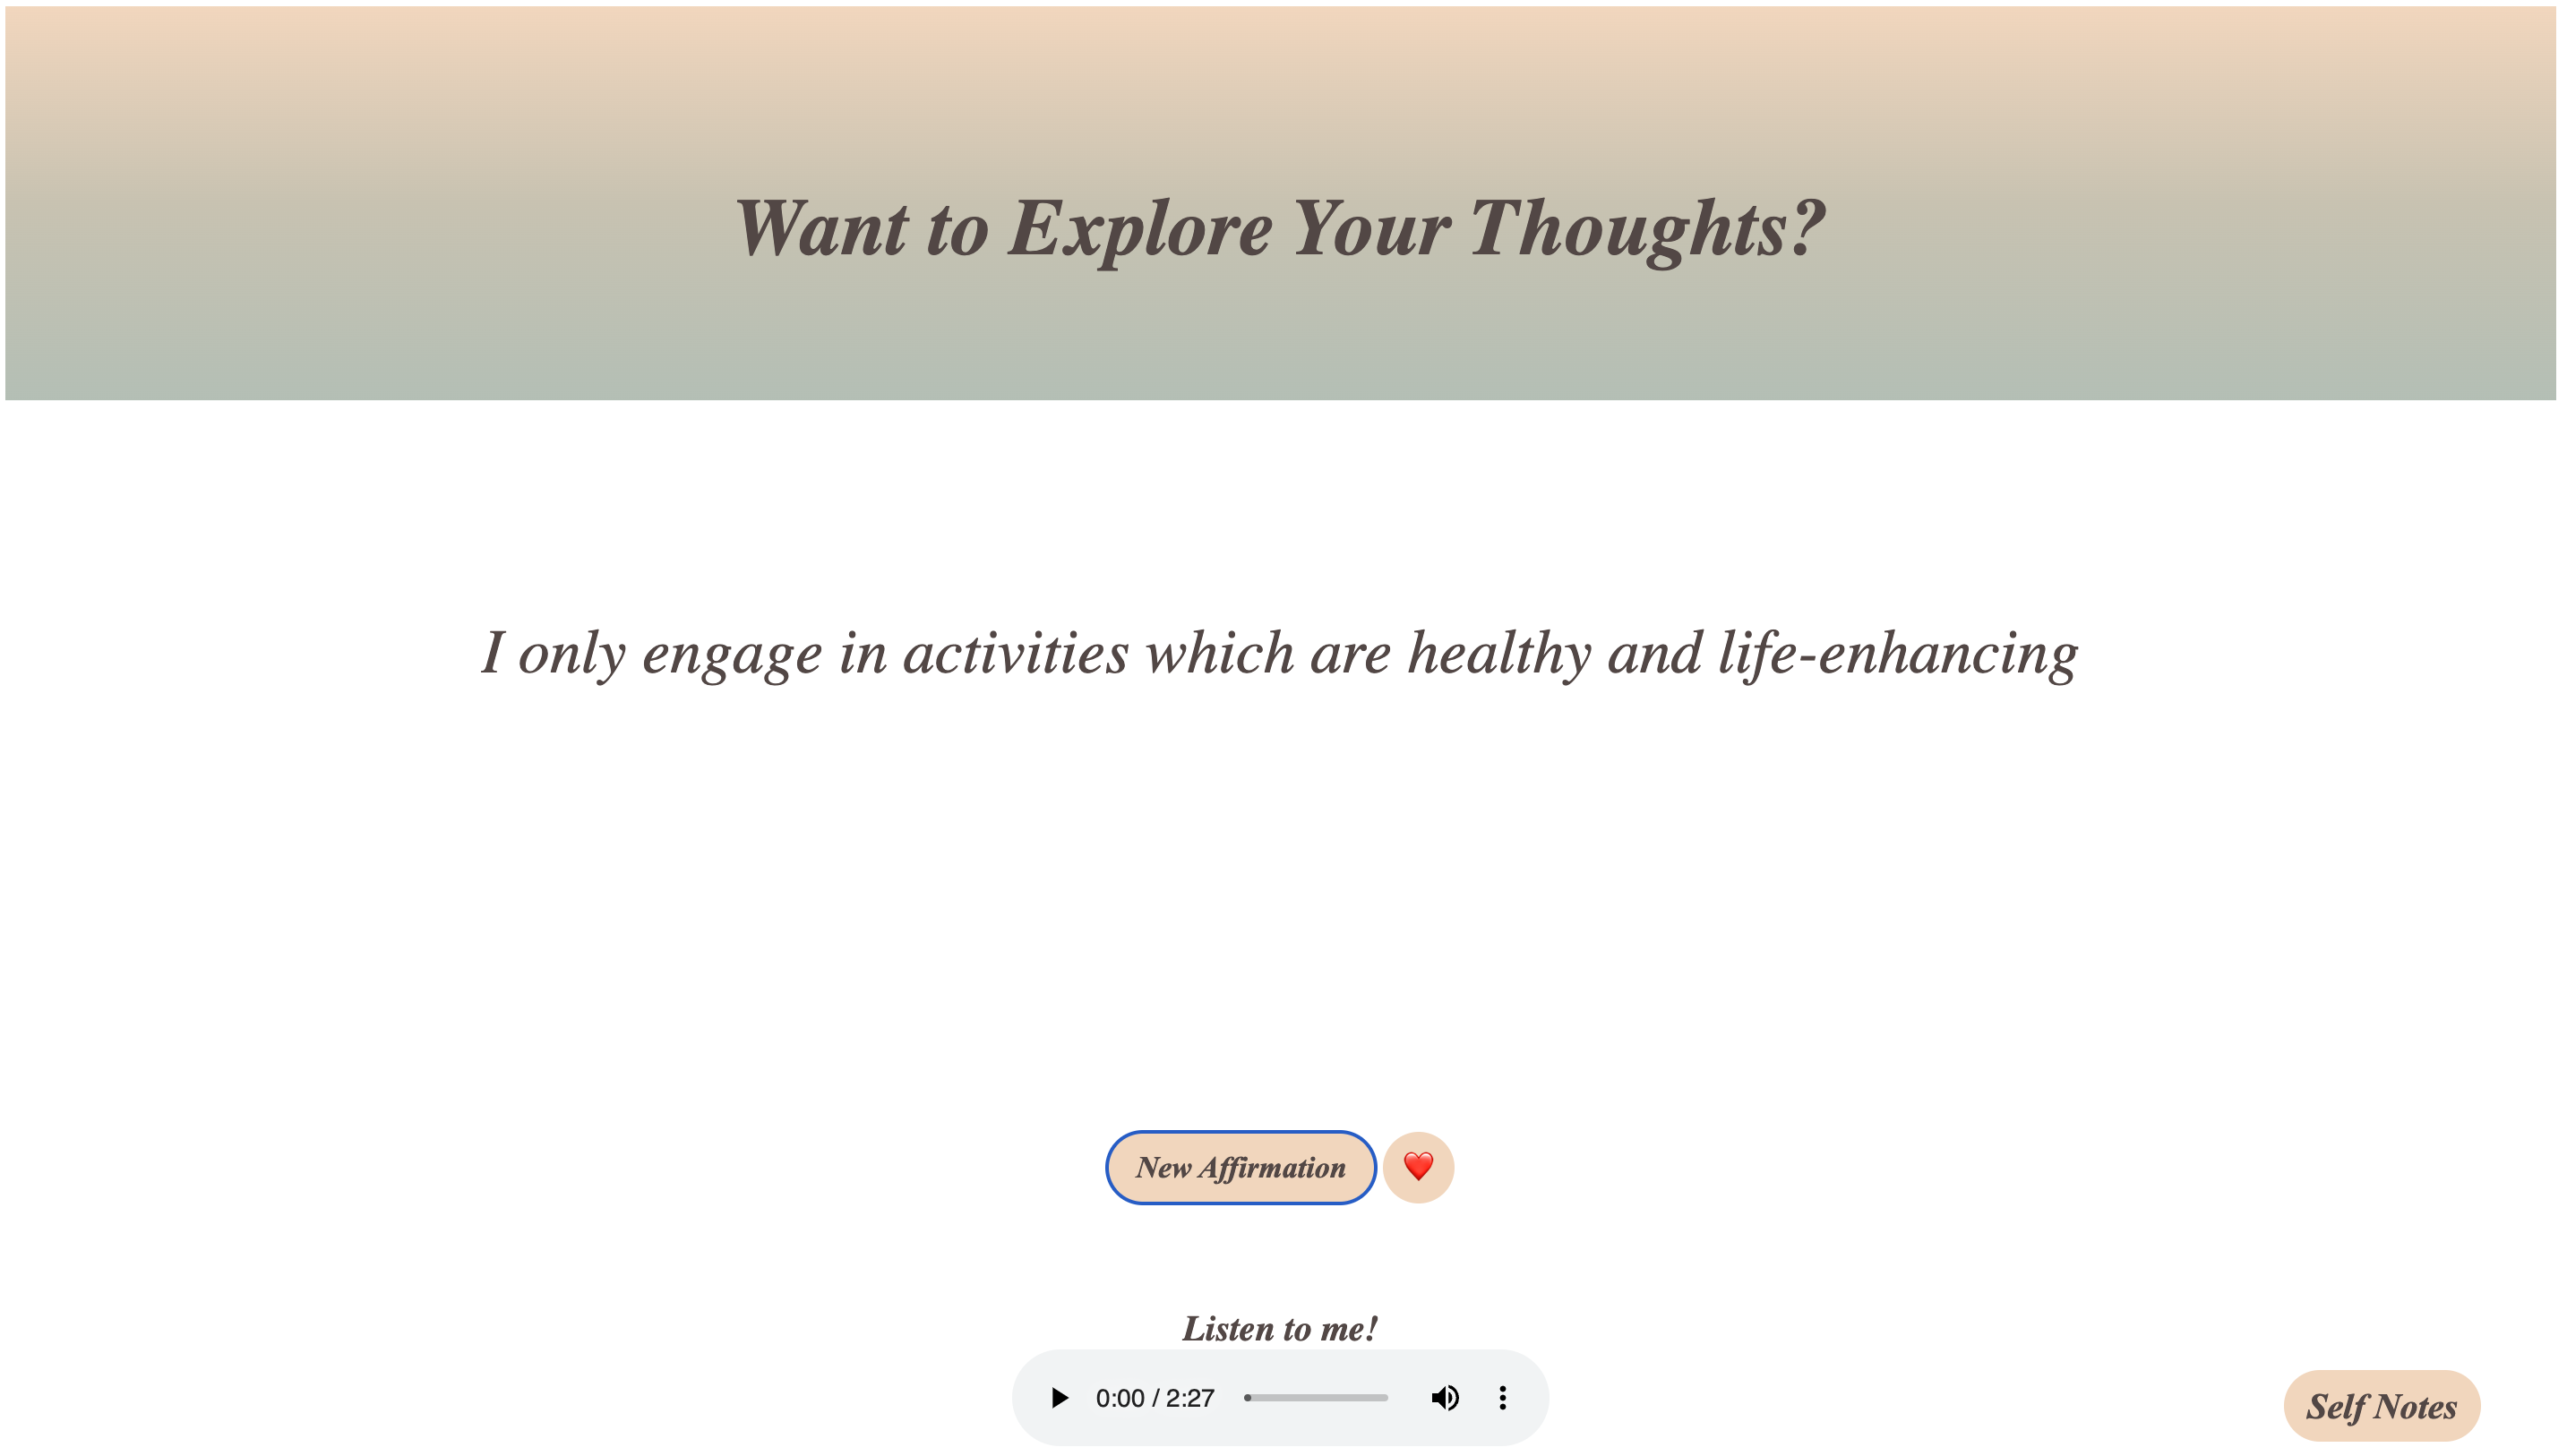 Want to Explore Your Thoughts?
I only engage in activities which are healthy and life-enhancing
New Affirmation ❤️
Listen to me!
0:00 / 2:27
Self Notes